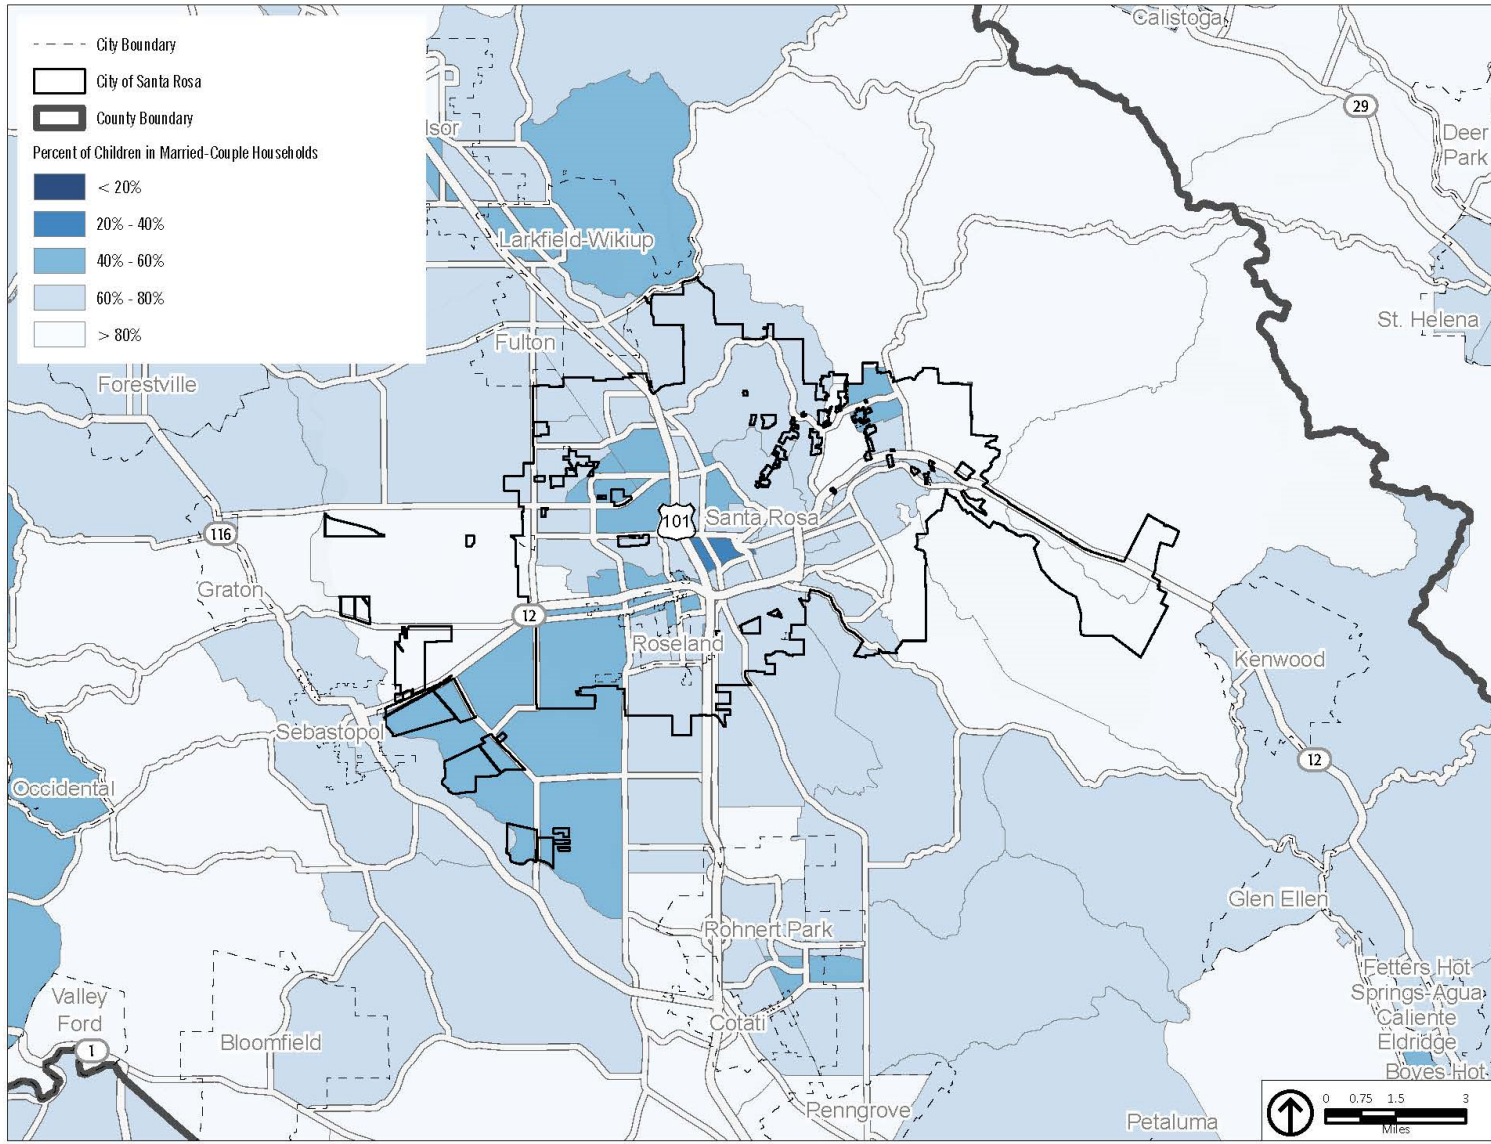 City Boundary
City of Santa Rosa
County Boundary
Percent of Children in Married-Couple Households
< 20%
20% - 40%
40% - 60%
60% - 80%
> 80%
Calistoga
29
Deer
Park
lsor
Larkfield-Wikiup
St. Helena
Fulton
Forestville
101
Santa Rosa
116
Graton
12
Roseland
Kenwood
Sebastopol
12
Occidental
Glen Ellen
Rohnert Park
Fetters Hot
Springs-Agua
Caliente
Eldridge
Boyes Hot
Valley
Ford
Cotati
Bloomfield
1
Penngrove
Petaluma
0 0.75 1.5 3
Miles